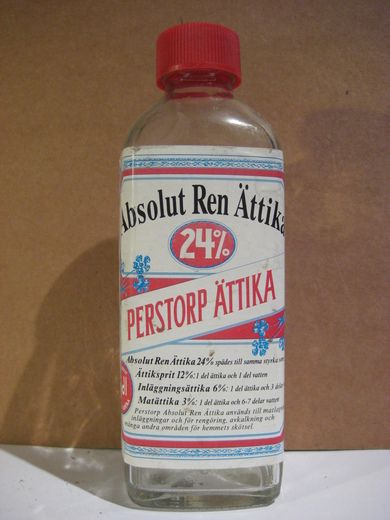 Absolut Ren Ättika
24%
PERSTORP ÄTTIKA
Absolut Ren Ättika 24% spädes till samma styrka som
Ättiksprit 12%: 1 del ättika och 1 del vatten
Inläggningsättika 6%: 1 del ättika och 3 delar
Matättika 3%: 1 del ättika och 6-7 delar vatten
Perstorp Absolut Ren Ättika används till matlagning,
inläggningar och för rengöring, avkalkning och
många andra områden för hemmets skötsel.